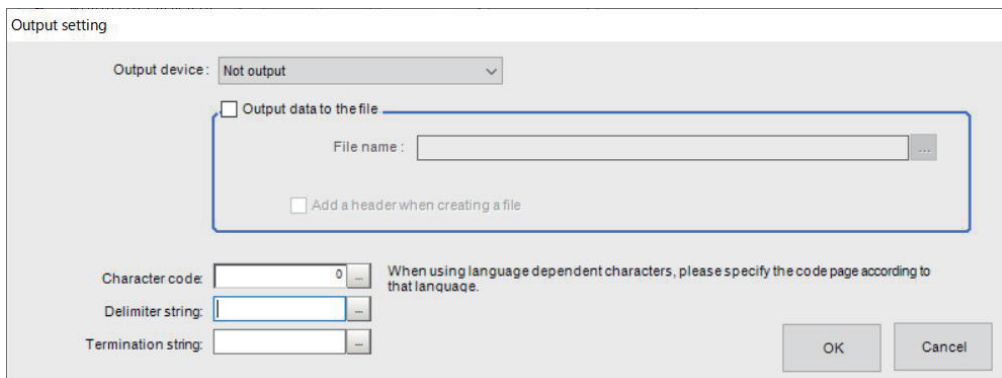 Output setting
Output device: Not output
Output data to the file
File name : ...
Add a header when creating a file
Character code: 0 ... When using language dependent characters, please specify the code page according to
that language.
Delimiter string: ...
Termination string: ...
OK Cancel